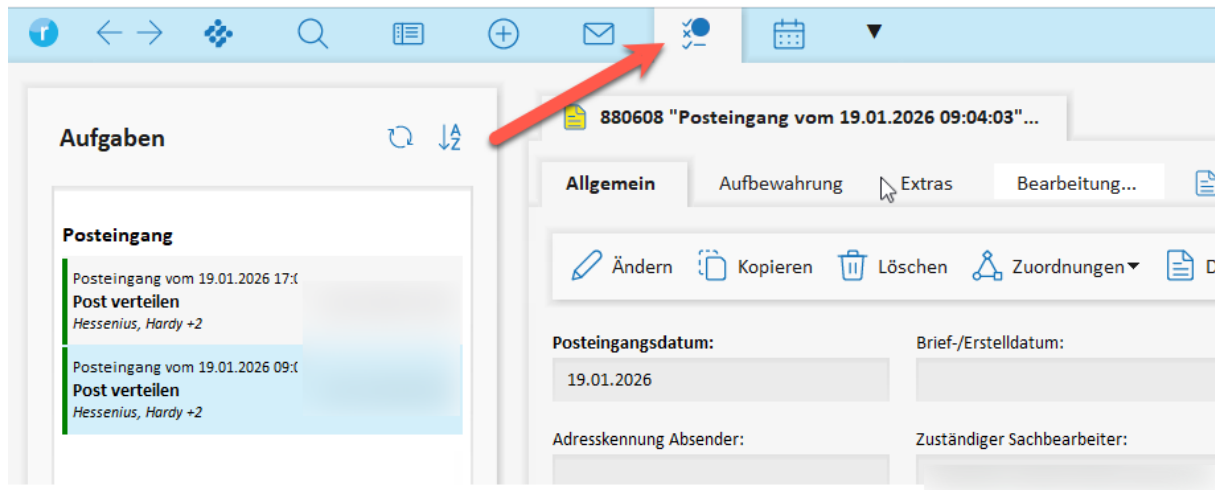 r
Aufgaben
A
Z
Posteingang
Posteingang vom 19.01.2026 17:0
Post verteilen
Hessenius, Hardy +2
Posteingang vom 19.01.2026 09:0
Post verteilen
Hessenius, Hardy +2
880608 "Posteingang vom 19.01.2026 09:04:03"...
Allgemein Aufbewahrung Extras Bearbeitung...
Ändern Kopieren Löschen Zuordnungen D
Posteingangsdatum: Brief-/Erstelldatum:
19.01.2026
Adresskennung Absender: Zuständiger Sachbearbeiter: